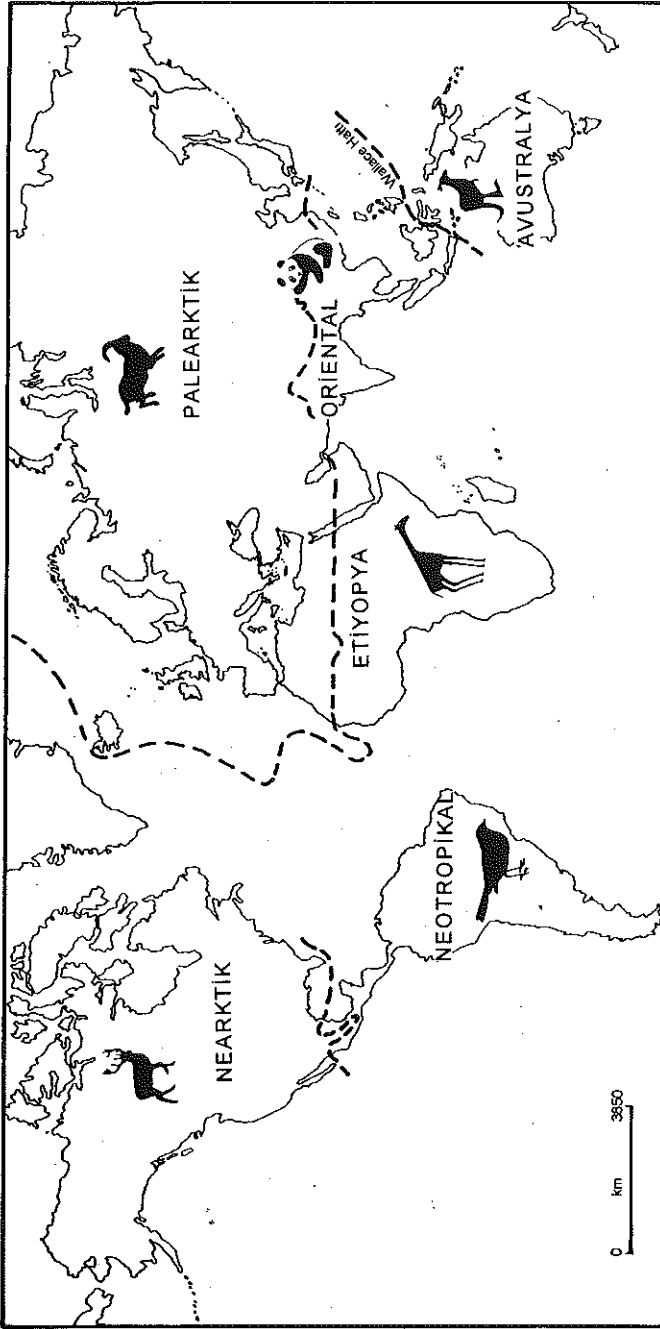 NEARKTİK
PALEARKTİK
ORİENTAL
ETİYOPYA
NEOTROPİKAL
Wallace Hattı
AVUSTRALYA
0 km 3850